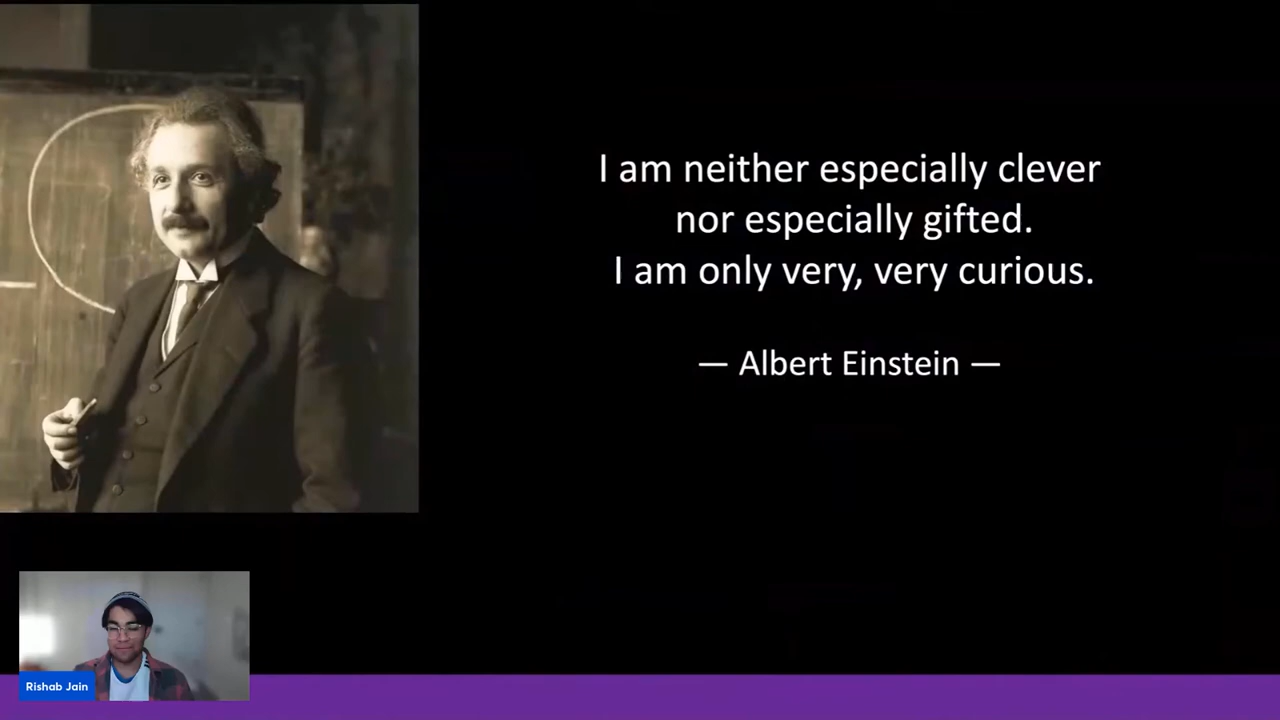 I am neither especially clever
nor especially gifted.
I am only very, very curious.
— Albert Einstein —
Rishab Jain